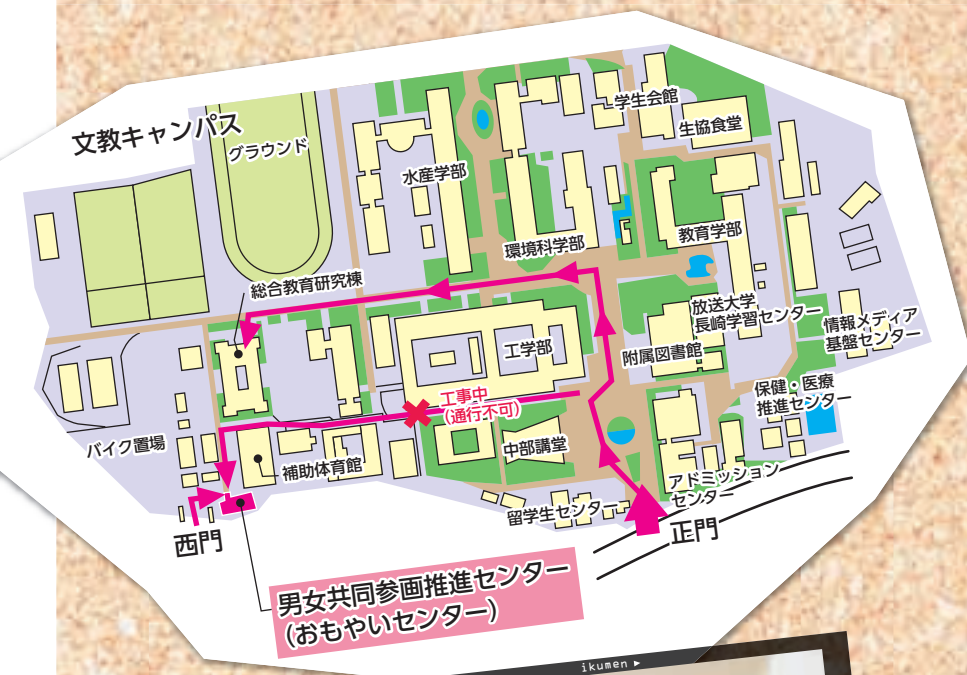 文教キャンパス
グラウンド
水産学部
学生会館
生協食堂
環境科学部
教育学部
総合教育研究棟
放送大学
長崎学習センター
情報メディア
基盤センター
工学部
附属図書館
工事中
(通行不可)
保健・医療
推進センター
バイク置場
補助体育館
中部講堂
アドミッション
センター
留学生センター
西門
正門
男女共同参画推進センター
(おもやいセンター)
ikumen ▶